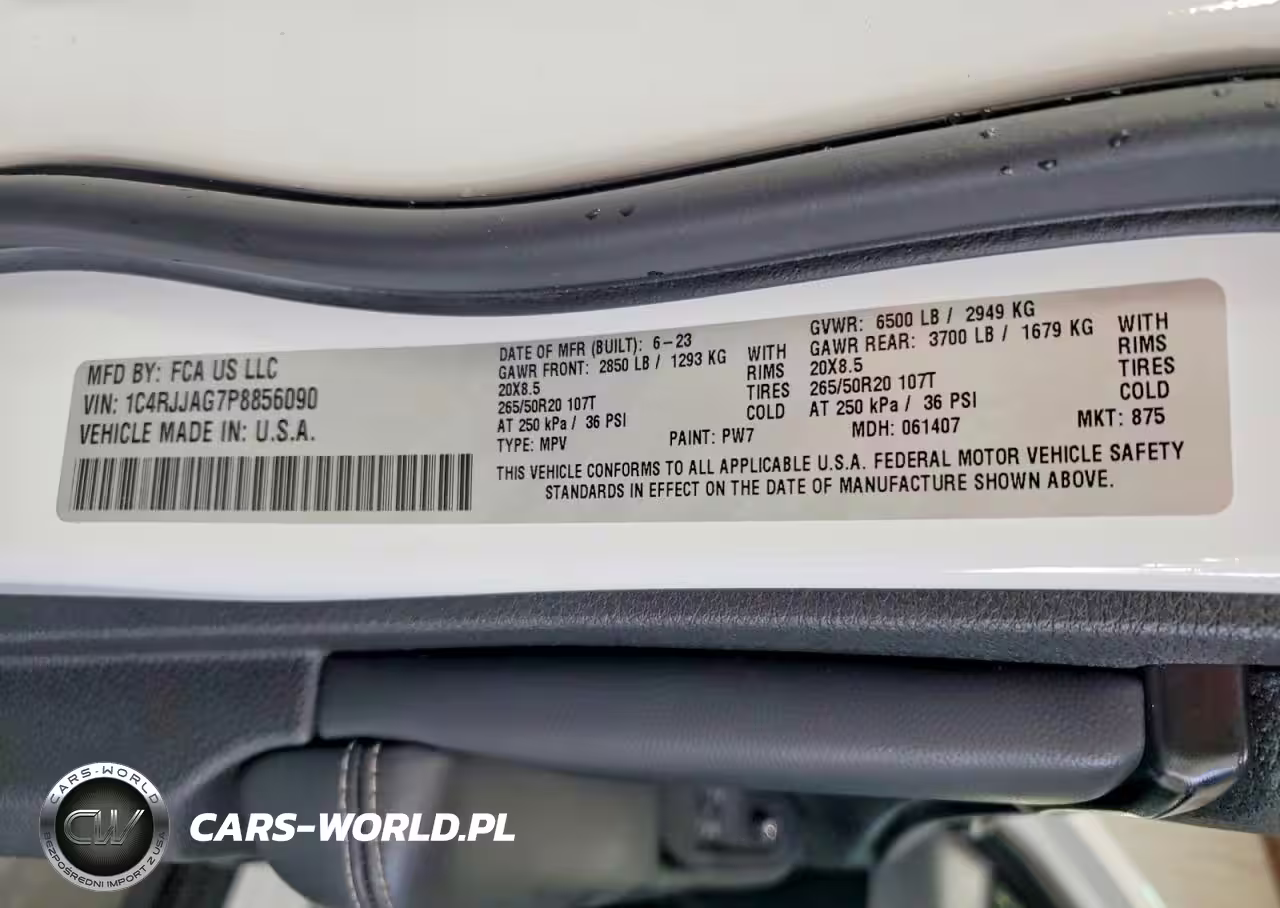 MFD BY: FCA US LLC
VIN: 1C4RJJAG7P8856090
VEHICLE MADE IN: U.S.A.
DATE OF MFR (BUILT): 6-23
GAWR FRONT: 2850 LB / 1293 KG WITH
20X8.5 RIMS
265/50R20 107T TIRES
AT 250 kPa / 36 PSI COLD
TYPE: MPV PAINT: PW7
GVWR: 6500 LB / 2949 KG
GAWR REAR: 3700 LB / 1679 KG WITH
20X8.5 RIMS
265/50R20 107T TIRES
AT 250 kPa / 36 PSI COLD
MDH: 061407 MKT: 875
THIS VEHICLE CONFORMS TO ALL APPLICABLE U.S.A. FEDERAL MOTOR VEHICLE SAFETY
STANDARDS IN EFFECT ON THE DATE OF MANUFACTURE SHOWN ABOVE.
CARS-WORLD
CW
BEZPOŚREDNI IMPORT Z USA
CARS-WORLD.PL